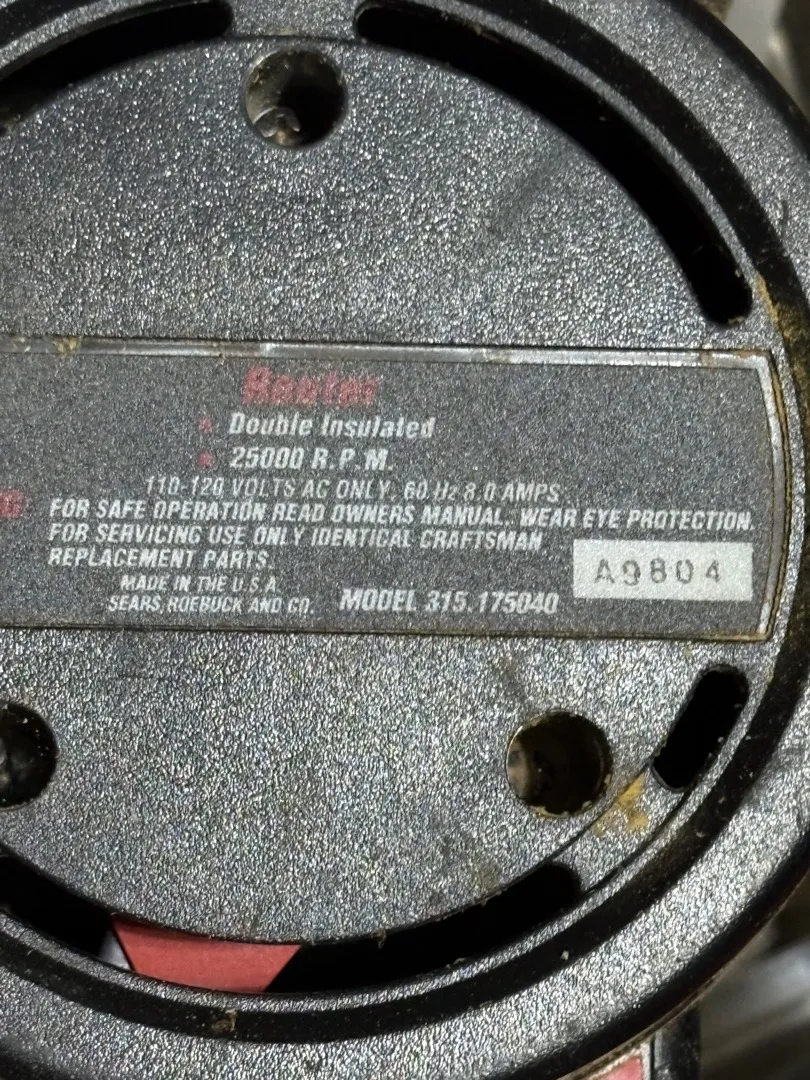 Router
Double Insulated
25000 R.P.M.
110-120 VOLTS AC ONLY, 60 Hz 8.0 AMPS
FOR SAFE OPERATION READ OWNERS MANUAL. WEAR EYE PROTECTION.
FOR SERVICING USE ONLY IDENTICAL CRAFTSMAN
REPLACEMENT PARTS.
MADE IN THE U.S.A.
SEARS, ROEBUCK AND CO. MODEL 315.175040
A9804